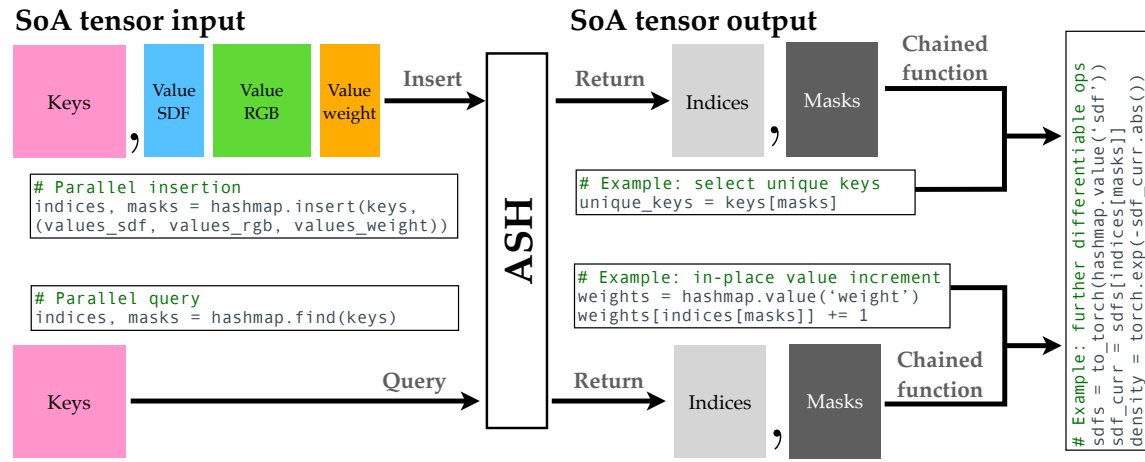 SoA tensor input
SoA tensor output
Keys
,
Value
SDF
Value
RGB
Value
weight
Insert
ASH
Return
Indices
,
Masks
Chained
function
# Parallel insertion
indices, masks = hashmap.insert(keys,
(values_sdf, values_rgb, values_weight))
# Example: select unique keys
unique_keys = keys[masks]
# Parallel query
indices, masks = hashmap.find(keys)
# Example: in-place value increment
weights = hashmap.value(‘weight’)
weights[indices[masks]] += 1
Keys
Query
Return
Indices
,
Masks
Chained
function
# Example: further differentiable ops
sdfs = to_torch(hashmap.value(‘sdf’))
sdf_curr = sdfs[indices[masks]]
density = torch.exp(-sdf_curr.abs())